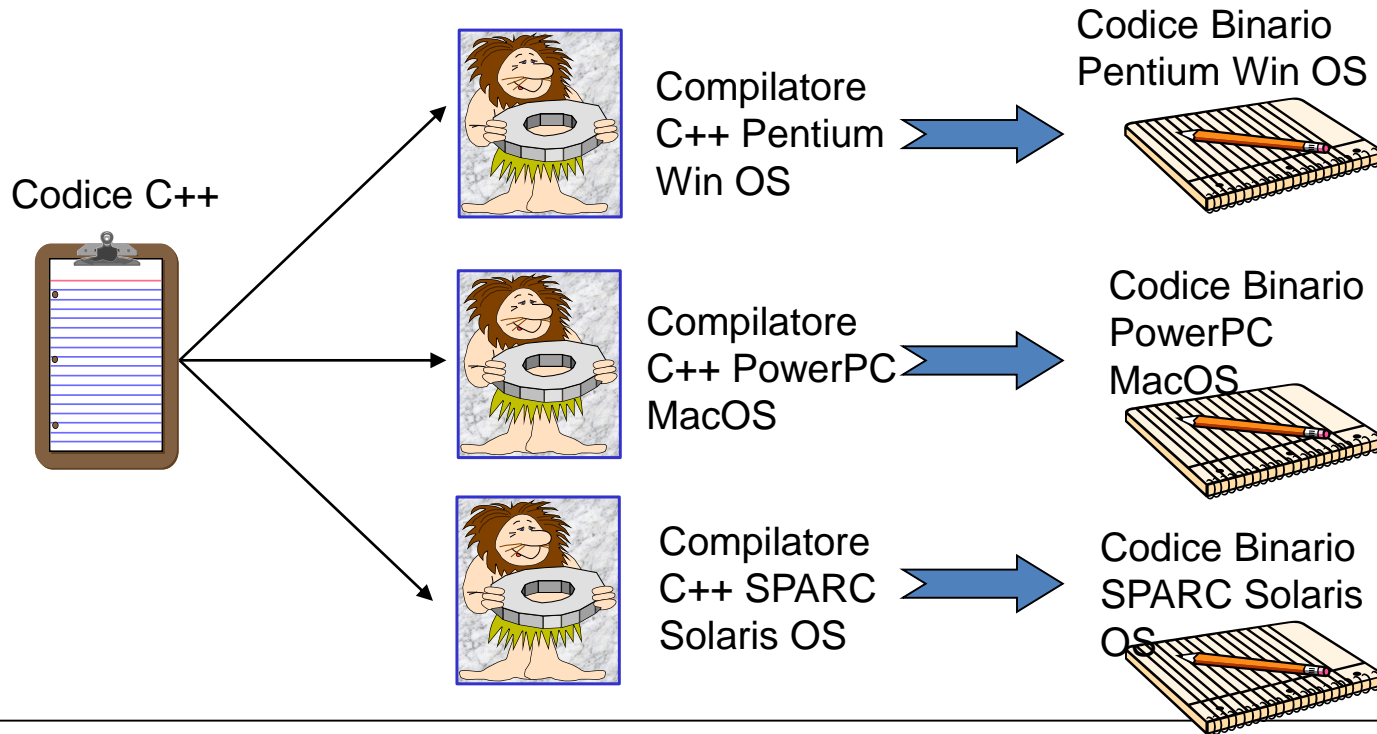 Codice C++
Compilatore
C++ Pentium
Win OS
Codice Binario
Pentium Win OS
Compilatore
C++ PowerPC
MacOS
Codice Binario
PowerPC
MacOS
Compilatore
C++ SPARC
Solaris OS
Codice Binario
SPARC Solaris
OS